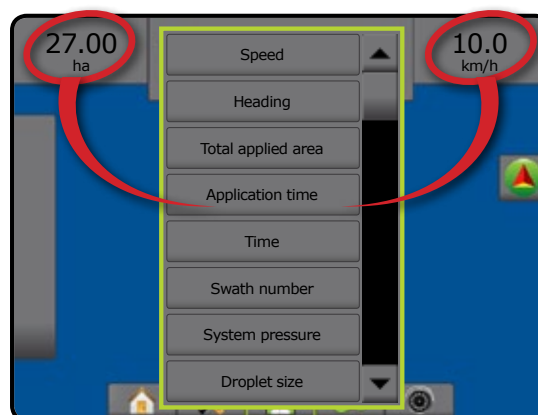 27.00
ha
10.0
km/h
Speed
Heading
Total applied area
Application time
Time
Swath number
System pressure
Droplet size